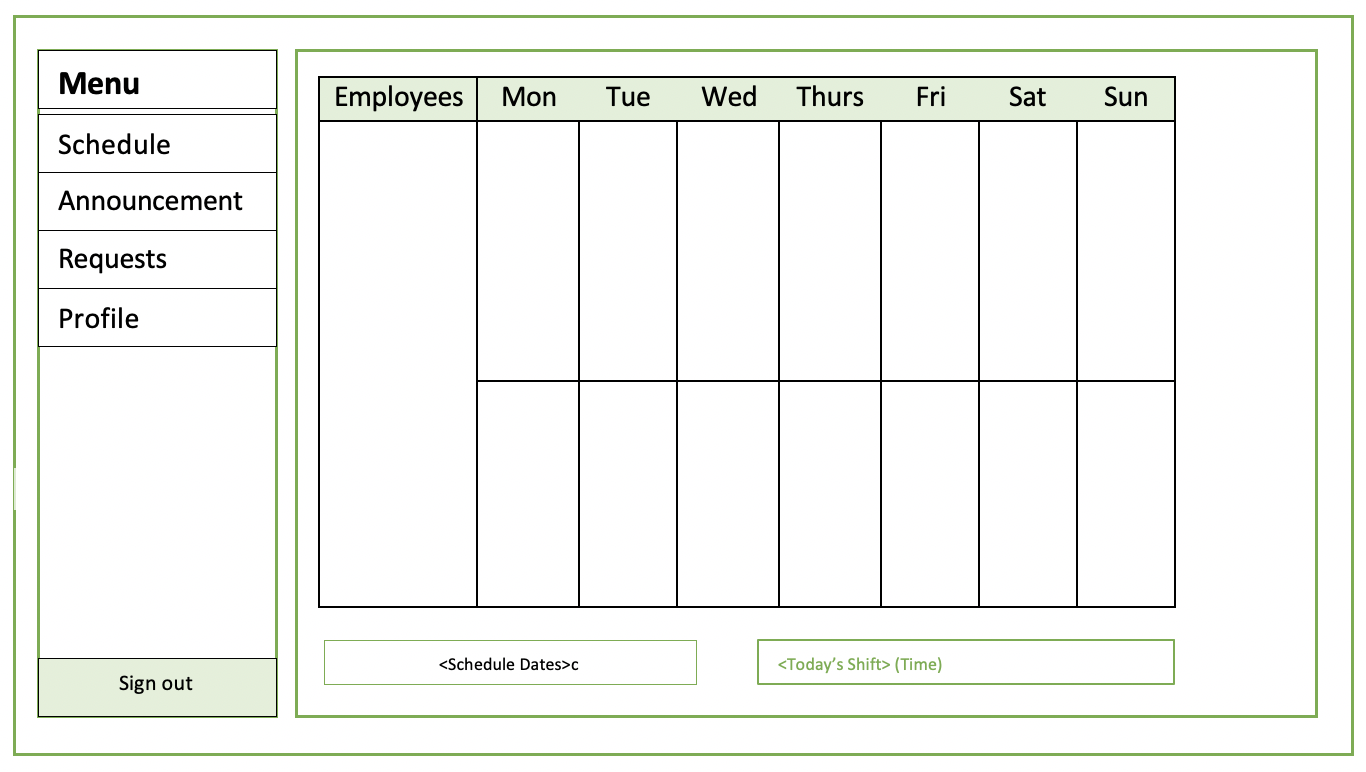 Menu
Schedule
Announcement
Requests
Profile
Sign out
Employees Mon Tue Wed Thurs Fri Sat Sun
<Schedule Dates>c
<Today’s Shift> (Time)